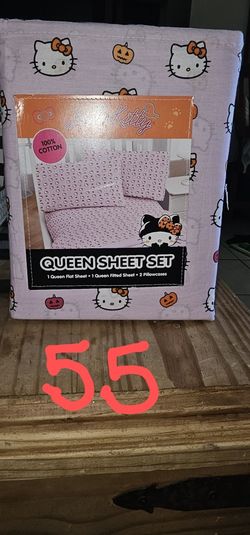 100%
COTTON
QUEEN SHEET SET
1 Queen Flat Sheet • 1 Queen Fitted Sheet • 2 Pillowcases
55